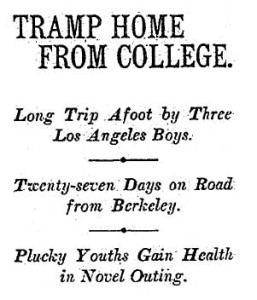 TRAMP HOME
FROM COLLEGE.
Long Trip Afoot by Three
Los Angeles Boys.
Twenty-seven Days on Road
from Berkeley.
Plucky Youths Gain Health
in Novel Outing.